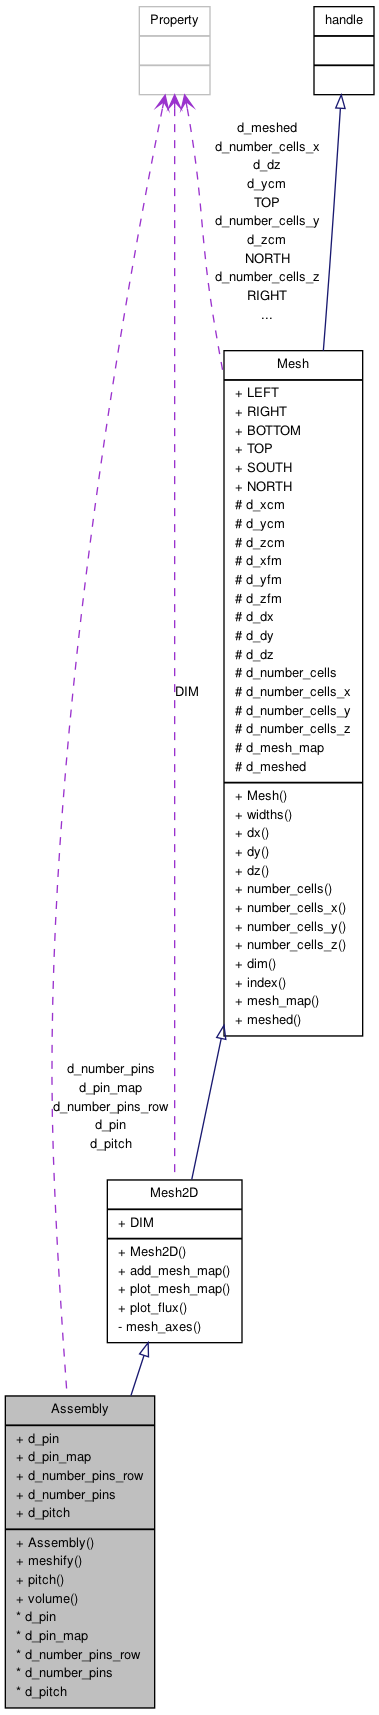 Property
handle
d_meshed
d_number_cells_x
d_dz
d_ycm
TOP
d_number_cells_y
d_zcm
NORTH
d_number_cells_z
RIGHT
...
Mesh
+ LEFT
+ RIGHT
+ BOTTOM
+ TOP
+ SOUTH
+ NORTH
# d_xcm
# d_ycm
# d_zcm
# d_xfm
# d_yfm
# d_zfm
# d_dx
# d_dy
# d_dz
# d_number_cells
# d_number_cells_x
# d_number_cells_y
# d_number_cells_z
# d_mesh_map
# d_meshed
+ Mesh()
+ widths()
+ dx()
+ dy()
+ dz()
+ number_cells()
+ number_cells_x()
+ number_cells_y()
+ number_cells_z()
+ dim()
+ index()
+ mesh_map()
+ meshed()
DIM
d_number_pins
d_pin_map
d_number_pins_row
d_pin
d_pitch
Mesh2D
+ DIM
+ Mesh2D()
+ add_mesh_map()
+ plot_mesh_map()
+ plot_flux()
- mesh_axes()
Assembly
+ d_pin
+ d_pin_map
+ d_number_pins_row
+ d_number_pins
+ d_pitch
+ Assembly()
+ meshify()
+ pitch()
+ volume()
* d_pin
* d_pin_map
* d_number_pins_row
* d_number_pins
* d_pitch